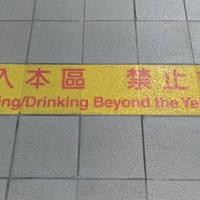 入本區 禁止
ing/Drinking Beyond the Ye